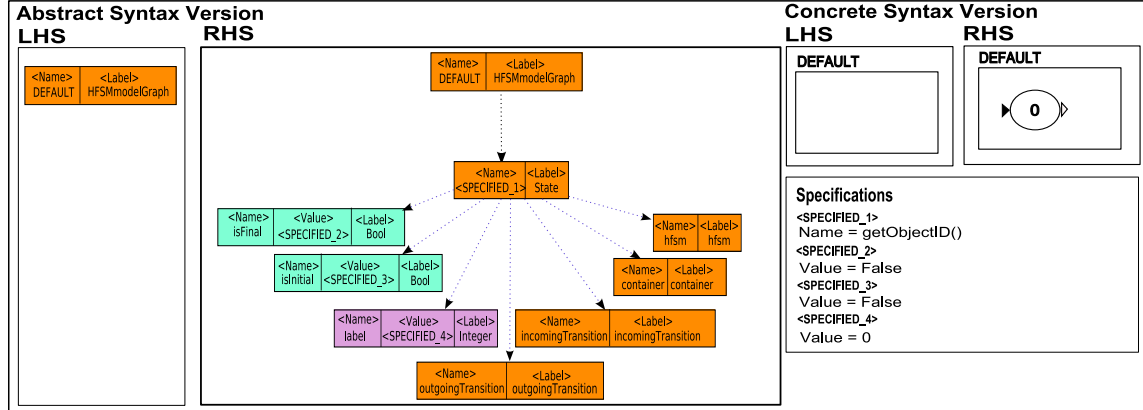 Abstract Syntax Version
LHS
RHS
<Name> <Label>
DEFAULT HFSMmodelGraph
<Name> <Label>
DEFAULT HFSMmodelGraph
<Name> <Label>
<SPECIFIED_1> State
<Name> <Value> <Label>
isFinal <SPECIFIED_2> Bool
<Name> <Value> <Label>
isInitial <SPECIFIED_3> Bool
<Name> <Value> <Label>
label <SPECIFIED_4> Integer
<Name> <Label>
outgoingTransition outgoingTransition
<Name> <Label>
incomingTransition incomingTransition
<Name> <Label>
container container
<Name> <Label>
hfsm hfsm
Concrete Syntax Version
LHS
RHS
DEFAULT
DEFAULT
0
Specifications
<SPECIFIED_1>
Name = getObjectID()
<SPECIFIED_2>
Value = False
<SPECIFIED_3>
Value = False
<SPECIFIED_4>
Value = 0